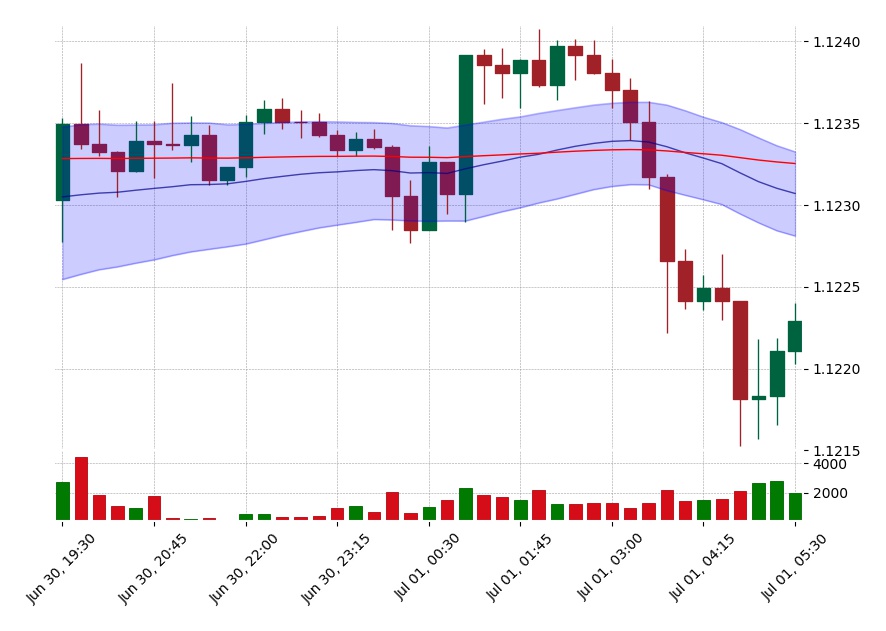 1.1240
1.1235
1.1230
1.1225
1.1220
1.1215
4000
2000
Jun 30, 19:30
Jun 30, 20:45
Jun 30, 22:00
Jun 30, 23:15
Jul 01, 00:30
Jul 01, 01:45
Jul 01, 03:00
Jul 01, 04:15
Jul 01, 05:30